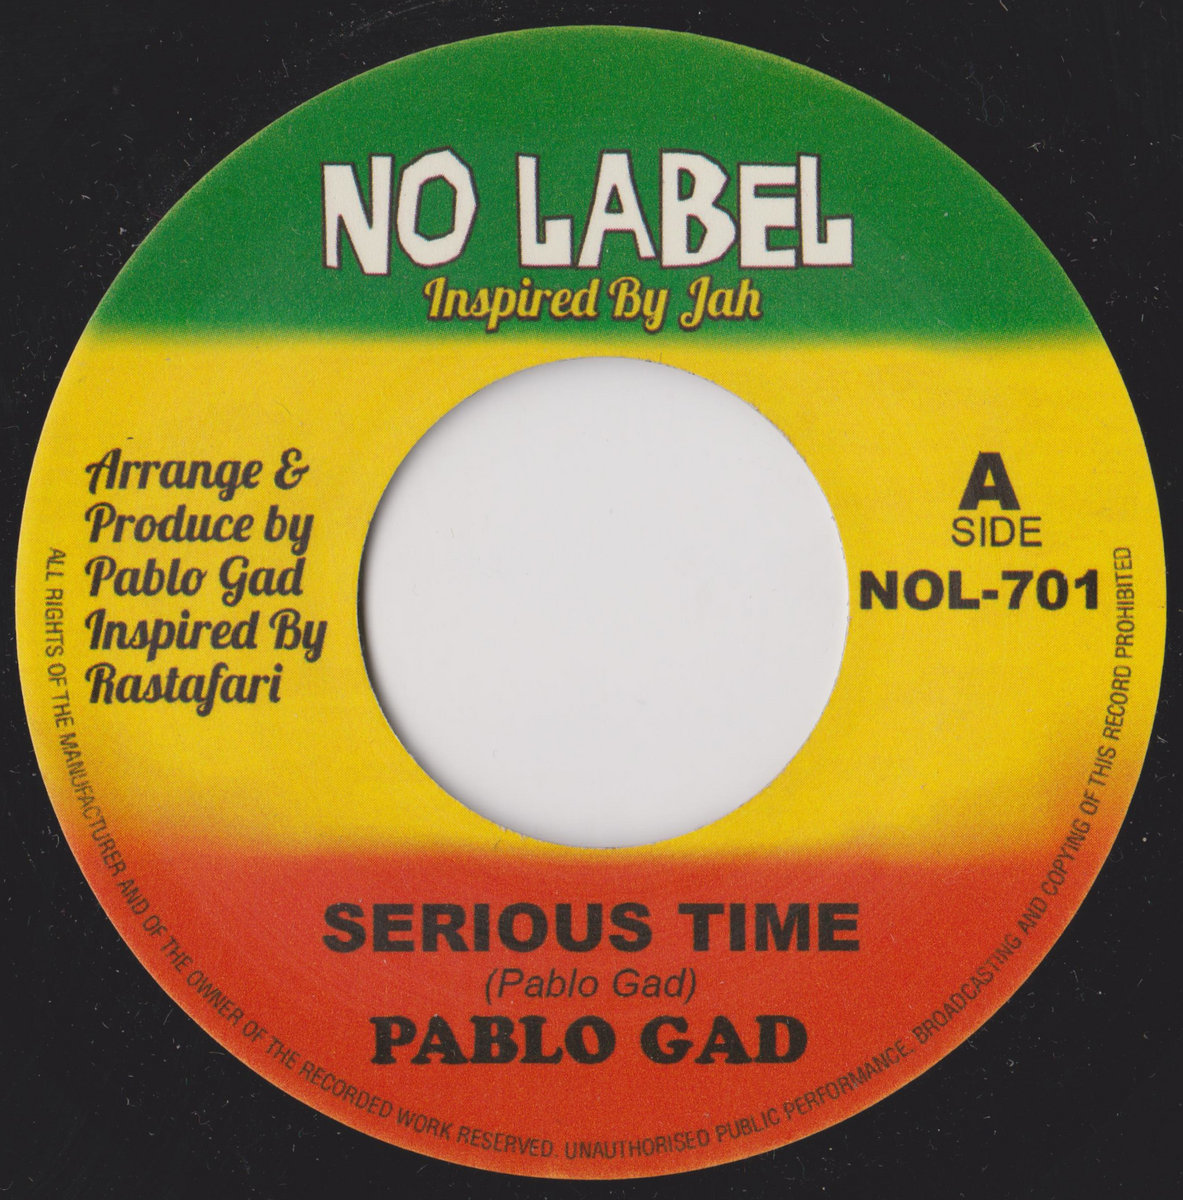 NO LABEL
Inspired By Jah
Arrange &
Produce by
Pablo Gad
Inspired By
Rastafari
A
SIDE
NOL-701
SERIOUS TIME
(Pablo Gad)
PABLO GAD
ALL RIGHTS OF THE MANUFACTURER AND OF THE OWNER OF THE RECORDED WORK RESERVED. UNAUTHORISED PUBLIC PERFORMANCE. BROADCASTING AND COPYING OF THIS RECORD PROHIBITED